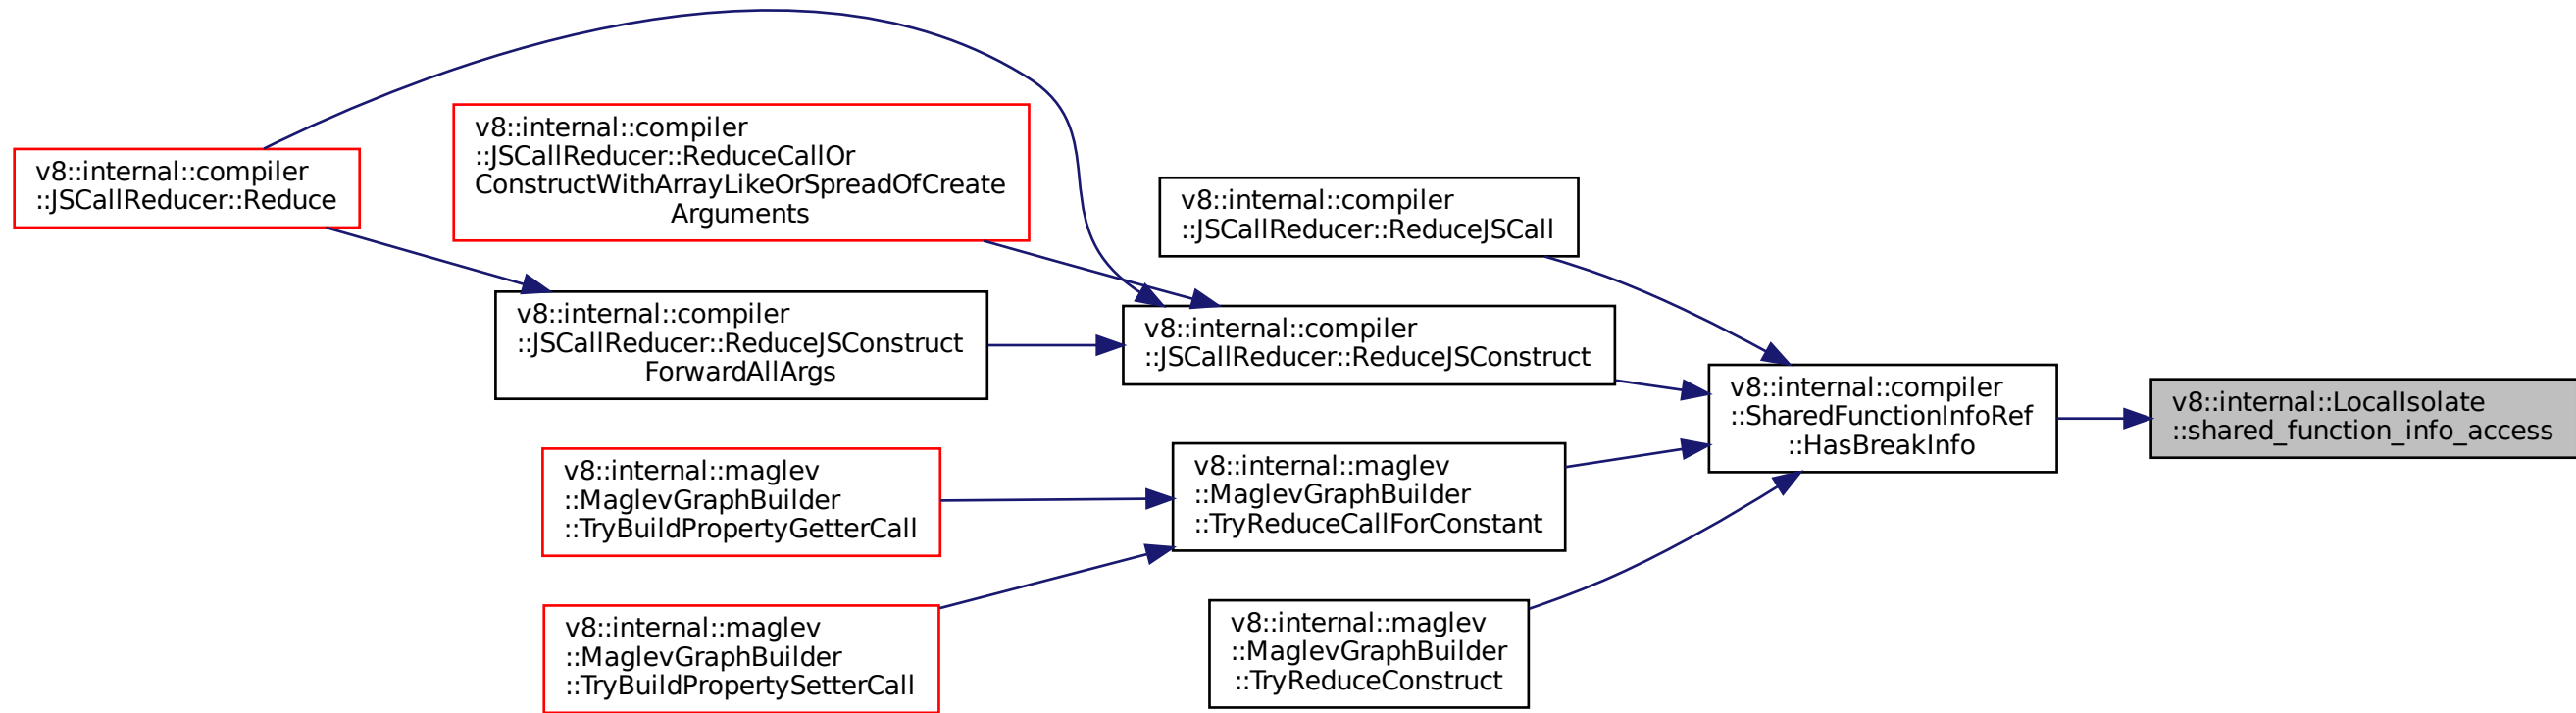 v8::internal::compiler
::JSCallReducer::Reduce
v8::internal::compiler
::JSCallReducer::ReduceCallOr
ConstructWithArrayLikeOrSpreadOfCreate
Arguments
v8::internal::compiler
::JSCallReducer::ReduceJSConstruct
ForwardAllArgs
v8::internal::maglev
::MaglevGraphBuilder
::TryBuildPropertyGetterCall
v8::internal::maglev
::MaglevGraphBuilder
::TryBuildPropertySetterCall
v8::internal::compiler
::JSCallReducer::ReduceJSCall
v8::internal::compiler
::JSCallReducer::ReduceJSConstruct
v8::internal::maglev
::MaglevGraphBuilder
::TryReduceCallForConstant
v8::internal::maglev
::MaglevGraphBuilder
::TryReduceConstruct
v8::internal::compiler
::SharedFunctionInfoRef
::HasBreakInfo
v8::internal::LocalIsolate
::shared_function_info_access